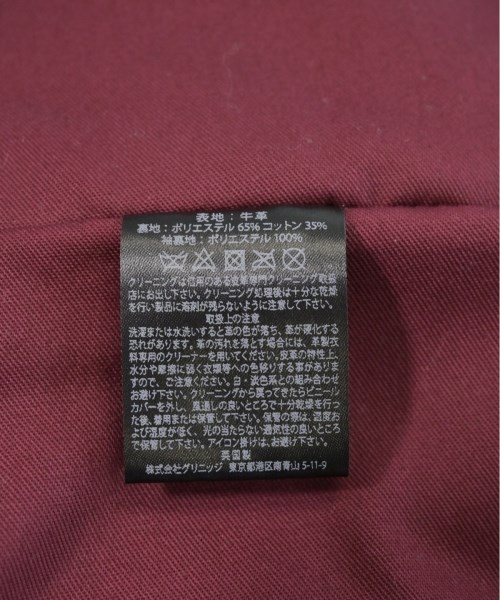 表地：牛革
裏地：ポリエステル 65% コットン 35%
袖裏地：ポリエステル 100%
クリーニングは信用のある皮革専門クリーニング取扱
店にお出し下さい。クリーニング処理後は十分な乾燥
を行い製品に溶剤が残らないように注意して下さい。
取扱上の注意
洗濯または水洗いすると革の色が落ち、革が硬化する
恐れがあります。革の汚れを落とす場合には、革製衣
料専用のクリーナーを用いてください。皮革の特性上、
水分や摩擦に弱く衣類等への色移りする事がありま
すので、ご注意ください。白・淡色系との組み合わせ
お避け下さい。クリーニングから戻ってきたらビニール
カバーを外し、風通しの良いところで十分乾燥を行っ
た後、着用または保管して下さい。保管の際は、温度お
よび湿度が低く、光の当たらない通気性の良いところ
で保管して下さい。アイロン掛けは、お避け下さい。
英国製
株式会社グリニッジ 東京都港区南青山 5-11-9